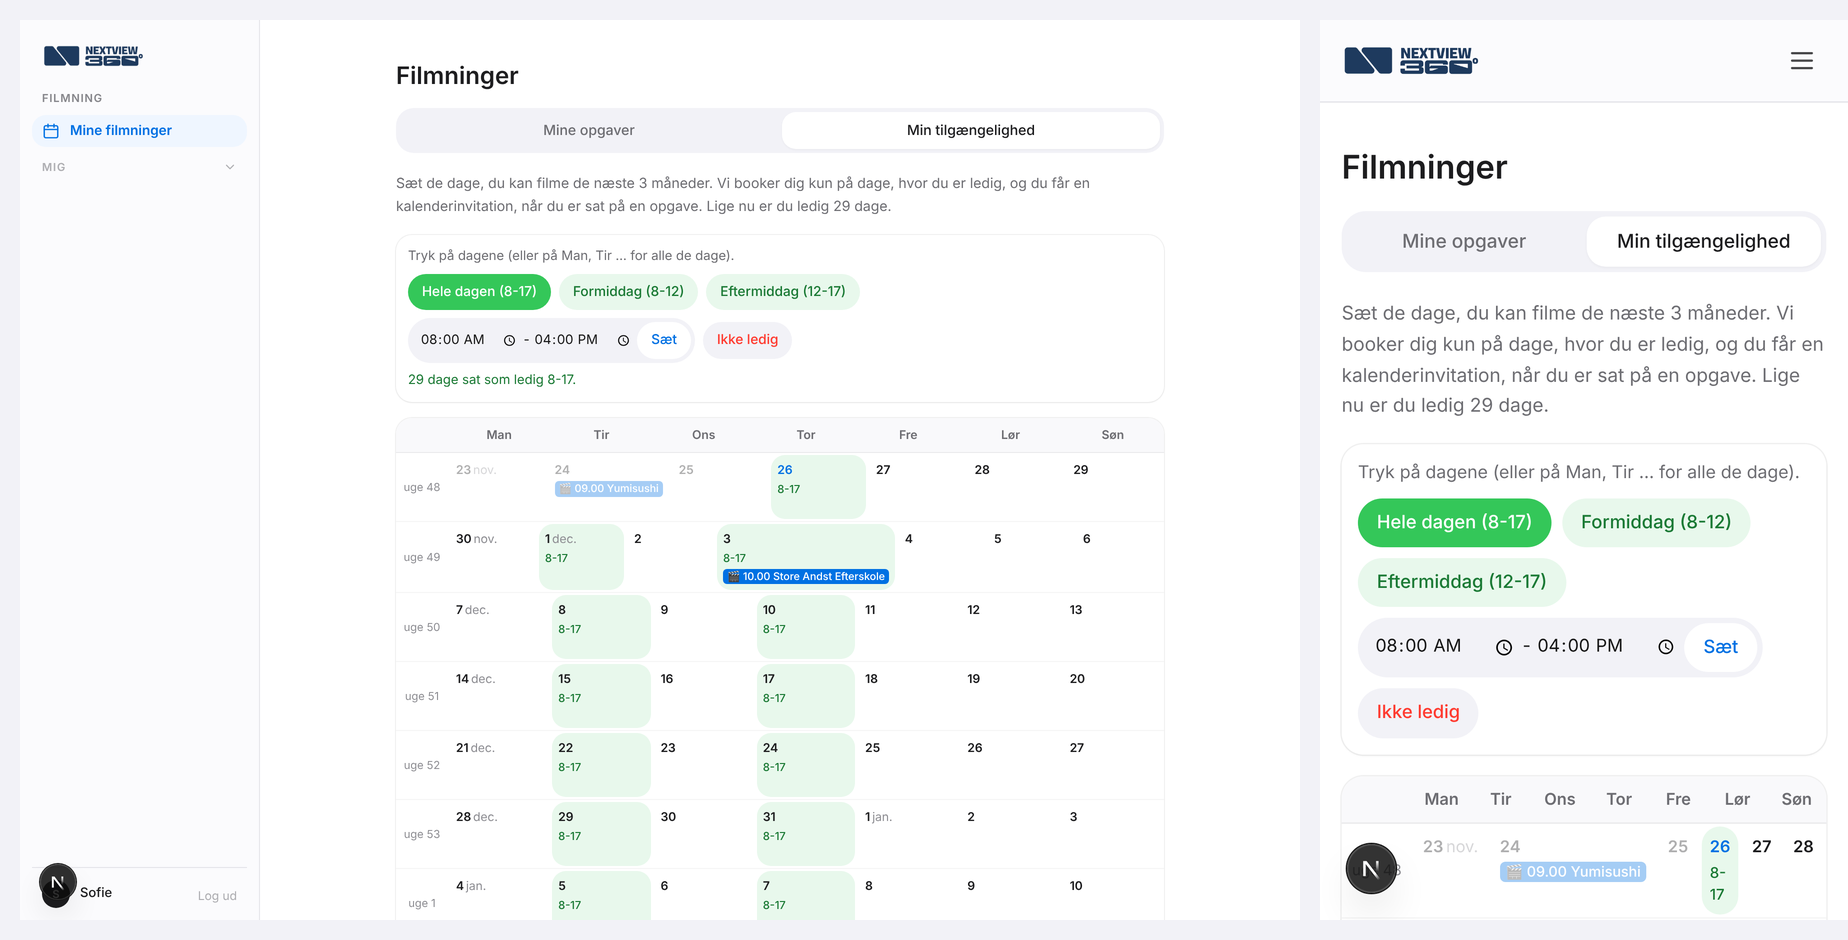 NEXTVIEW
360°
FILMNING
Mine filmninger
MIG
Sofie
Log ud
Filmninger
Mine opgaver
Min tilgængelighed
Sæt de dage, du kan filme de næste 3 måneder. Vi booker dig kun på dage, hvor du er ledig, og du får en
kalenderinvitation, når du er sat på en opgave. Lige nu er du ledig 29 dage.
Tryk på dagene (eller på Man, Tir ... for alle de dage).
Hele dagen (8-17)
Formiddag (8-12)
Eftermiddag (12-17)
08:00 AM - 04:00 PM Sæt
Ikke ledig
29 dage sat som ledig 8-17.
Man Tir Ons Tor Fre Lør Søn
uge 48 23 nov. 24 25 26 27 28 29
09.00 Yumisushi 8-17
uge 49 30 nov. 1 dec. 2 3 4 5 6
8-17 8-17
10.00 Store Andst Efterskole
uge 50 7 dec. 8 9 10 11 12 13
8-17 8-17
uge 51 14 dec. 15 16 17 18 19 20
8-17 8-17
uge 52 21 dec. 22 23 24 25 26 27
8-17 8-17
uge 53 28 dec. 29 30 31 1 jan. 2 3
8-17 8-17
uge 1 4 jan. 5 6 7 8 9 10
8-17 8-17
NEXTVIEW
360°
Filmninger
Mine opgaver
Min tilgængelighed
Sæt de dage, du kan filme de næste 3 måneder. Vi
booker dig kun på dage, hvor du er ledig, og du får en
kalenderinvitation, når du er sat på en opgave. Lige
nu er du ledig 29 dage.
Tryk på dagene (eller på Man, Tir ... for alle de dage).
Hele dagen (8-17)
Formiddag (8-12)
Eftermiddag (12-17)
08:00 AM - 04:00 PM Sæt
Ikke ledig
Man Tir Ons Tor Fre Lør Søn
23 nov. 24 25 26 27 28
09.00 Yumisushi 8-
17
N
N